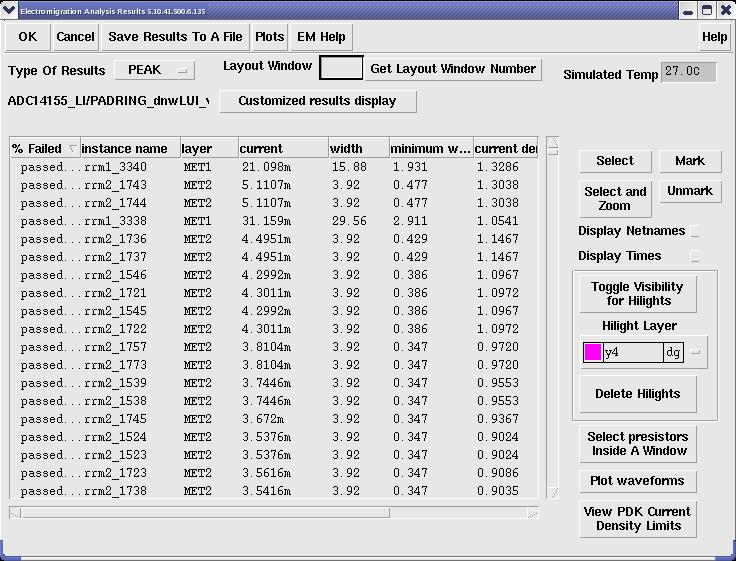 Electromigration Analysis Results 5.10.41.500.6.135
OK Cancel Save Results To A File Plots EM Help Help
Type Of Results PEAK Layout Window Get Layout Window Number Simulated Temp 27.0C
ADC14155_LI/PADRING_dnwLUI_v Customized results display
% Failed instance name layer current width minimum w... current den
passed... rrm1_3340 MET1 21.098m 15.88 1.931 1.3286
passed... rrm2_1743 MET2 5.1107m 3.92 0.477 1.3038
passed... rrm2_1744 MET2 5.1107m 3.92 0.477 1.3038
passed... rrm1_3338 MET1 31.159m 29.56 2.911 1.0541
passed... rrm2_1736 MET2 4.4951m 3.92 0.429 1.1467
passed... rrm2_1737 MET2 4.4951m 3.92 0.429 1.1467
passed... rrm2_1546 MET2 4.2992m 3.92 0.386 1.0967
passed... rrm2_1721 MET2 4.3011m 3.92 0.386 1.0972
passed... rrm2_1545 MET2 4.2992m 3.92 0.386 1.0967
passed... rrm2_1722 MET2 4.3011m 3.92 0.386 1.0972
passed... rrm2_1757 MET2 3.8104m 3.92 0.347 0.9720
passed... rrm2_1773 MET2 3.8104m 3.92 0.347 0.9720
passed... rrm2_1539 MET2 3.7446m 3.92 0.347 0.9553
passed... rrm2_1538 MET2 3.7446m 3.92 0.347 0.9553
passed... rrm2_1745 MET2 3.672m 3.92 0.347 0.9367
passed... rrm2_1524 MET2 3.5376m 3.92 0.347 0.9024
passed... rrm2_1523 MET2 3.5376m 3.92 0.347 0.9024
passed... rrm2_1723 MET2 3.5616m 3.92 0.347 0.9086
passed... rrm2_1738 MET2 3.5416m 3.92 0.347 0.9035
Select Mark
Select and
Zoom
Unmark
Display Netnames
Display Times
Toggle Visibility
for Hilights
Hilight Layer
y4 dg
Delete Hilights
Select presistors
Inside A Window
Plot waveforms
View PDK Current
Density Limits